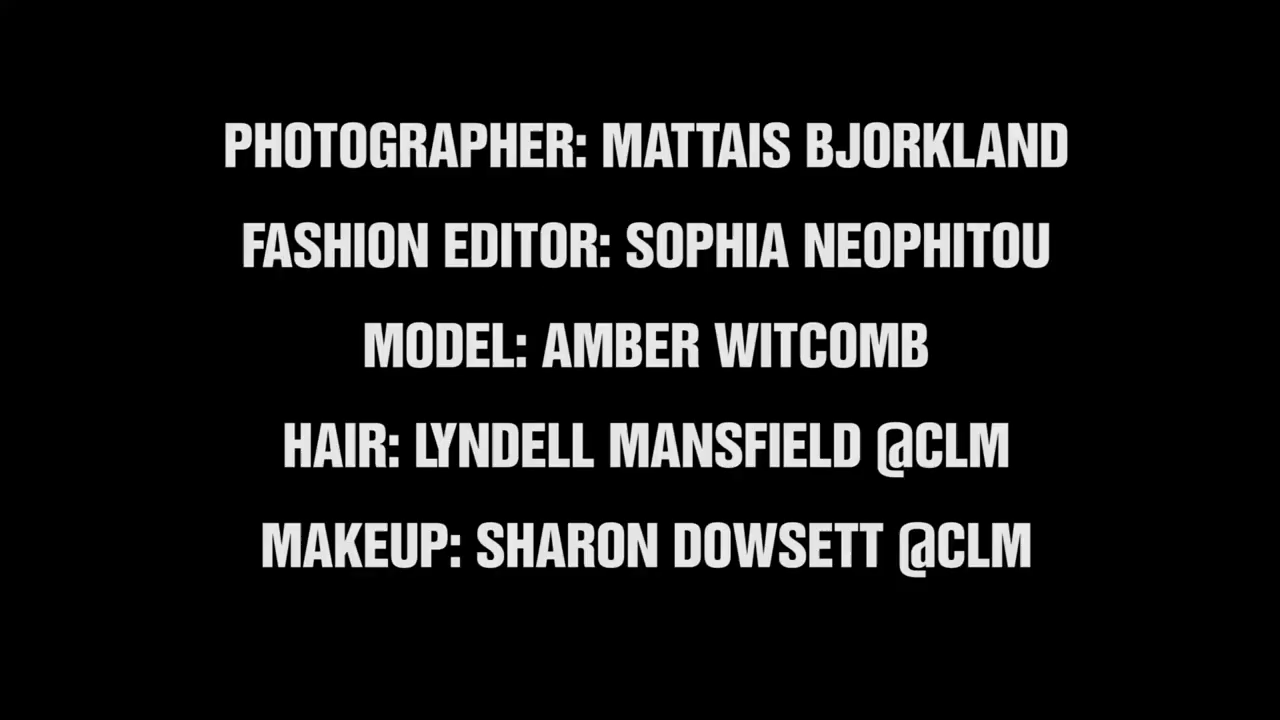 PHOTOGRAPHER: MATTAIS BJORKLAND
FASHION EDITOR: SOPHIA NEOPHITOU
MODEL: AMBER WITCOMB
HAIR: LYNDELL MANSFIELD @CLM
MAKEUP: SHARON DOWSETT @CLM